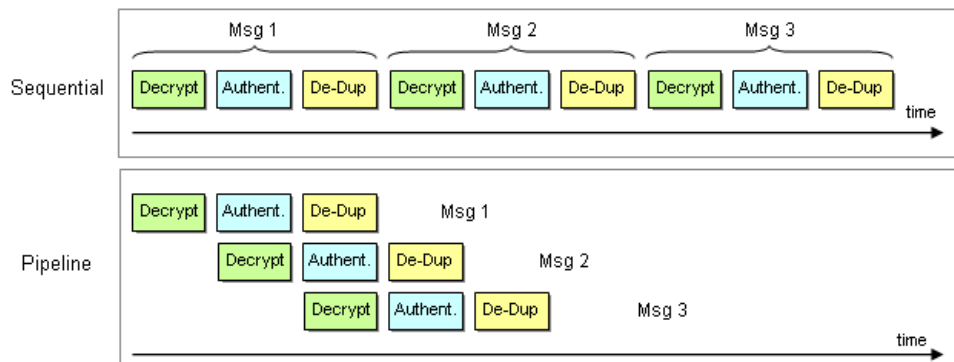 Msg 1 Msg 2 Msg 3
Sequential Decrypt Authent. De-Dup Decrypt Authent. De-Dup Decrypt Authent. De-Dup
time
Decrypt Authent. De-Dup Msg 1
Pipeline Decrypt Authent. De-Dup Msg 2
Decrypt Authent. De-Dup Msg 3
time